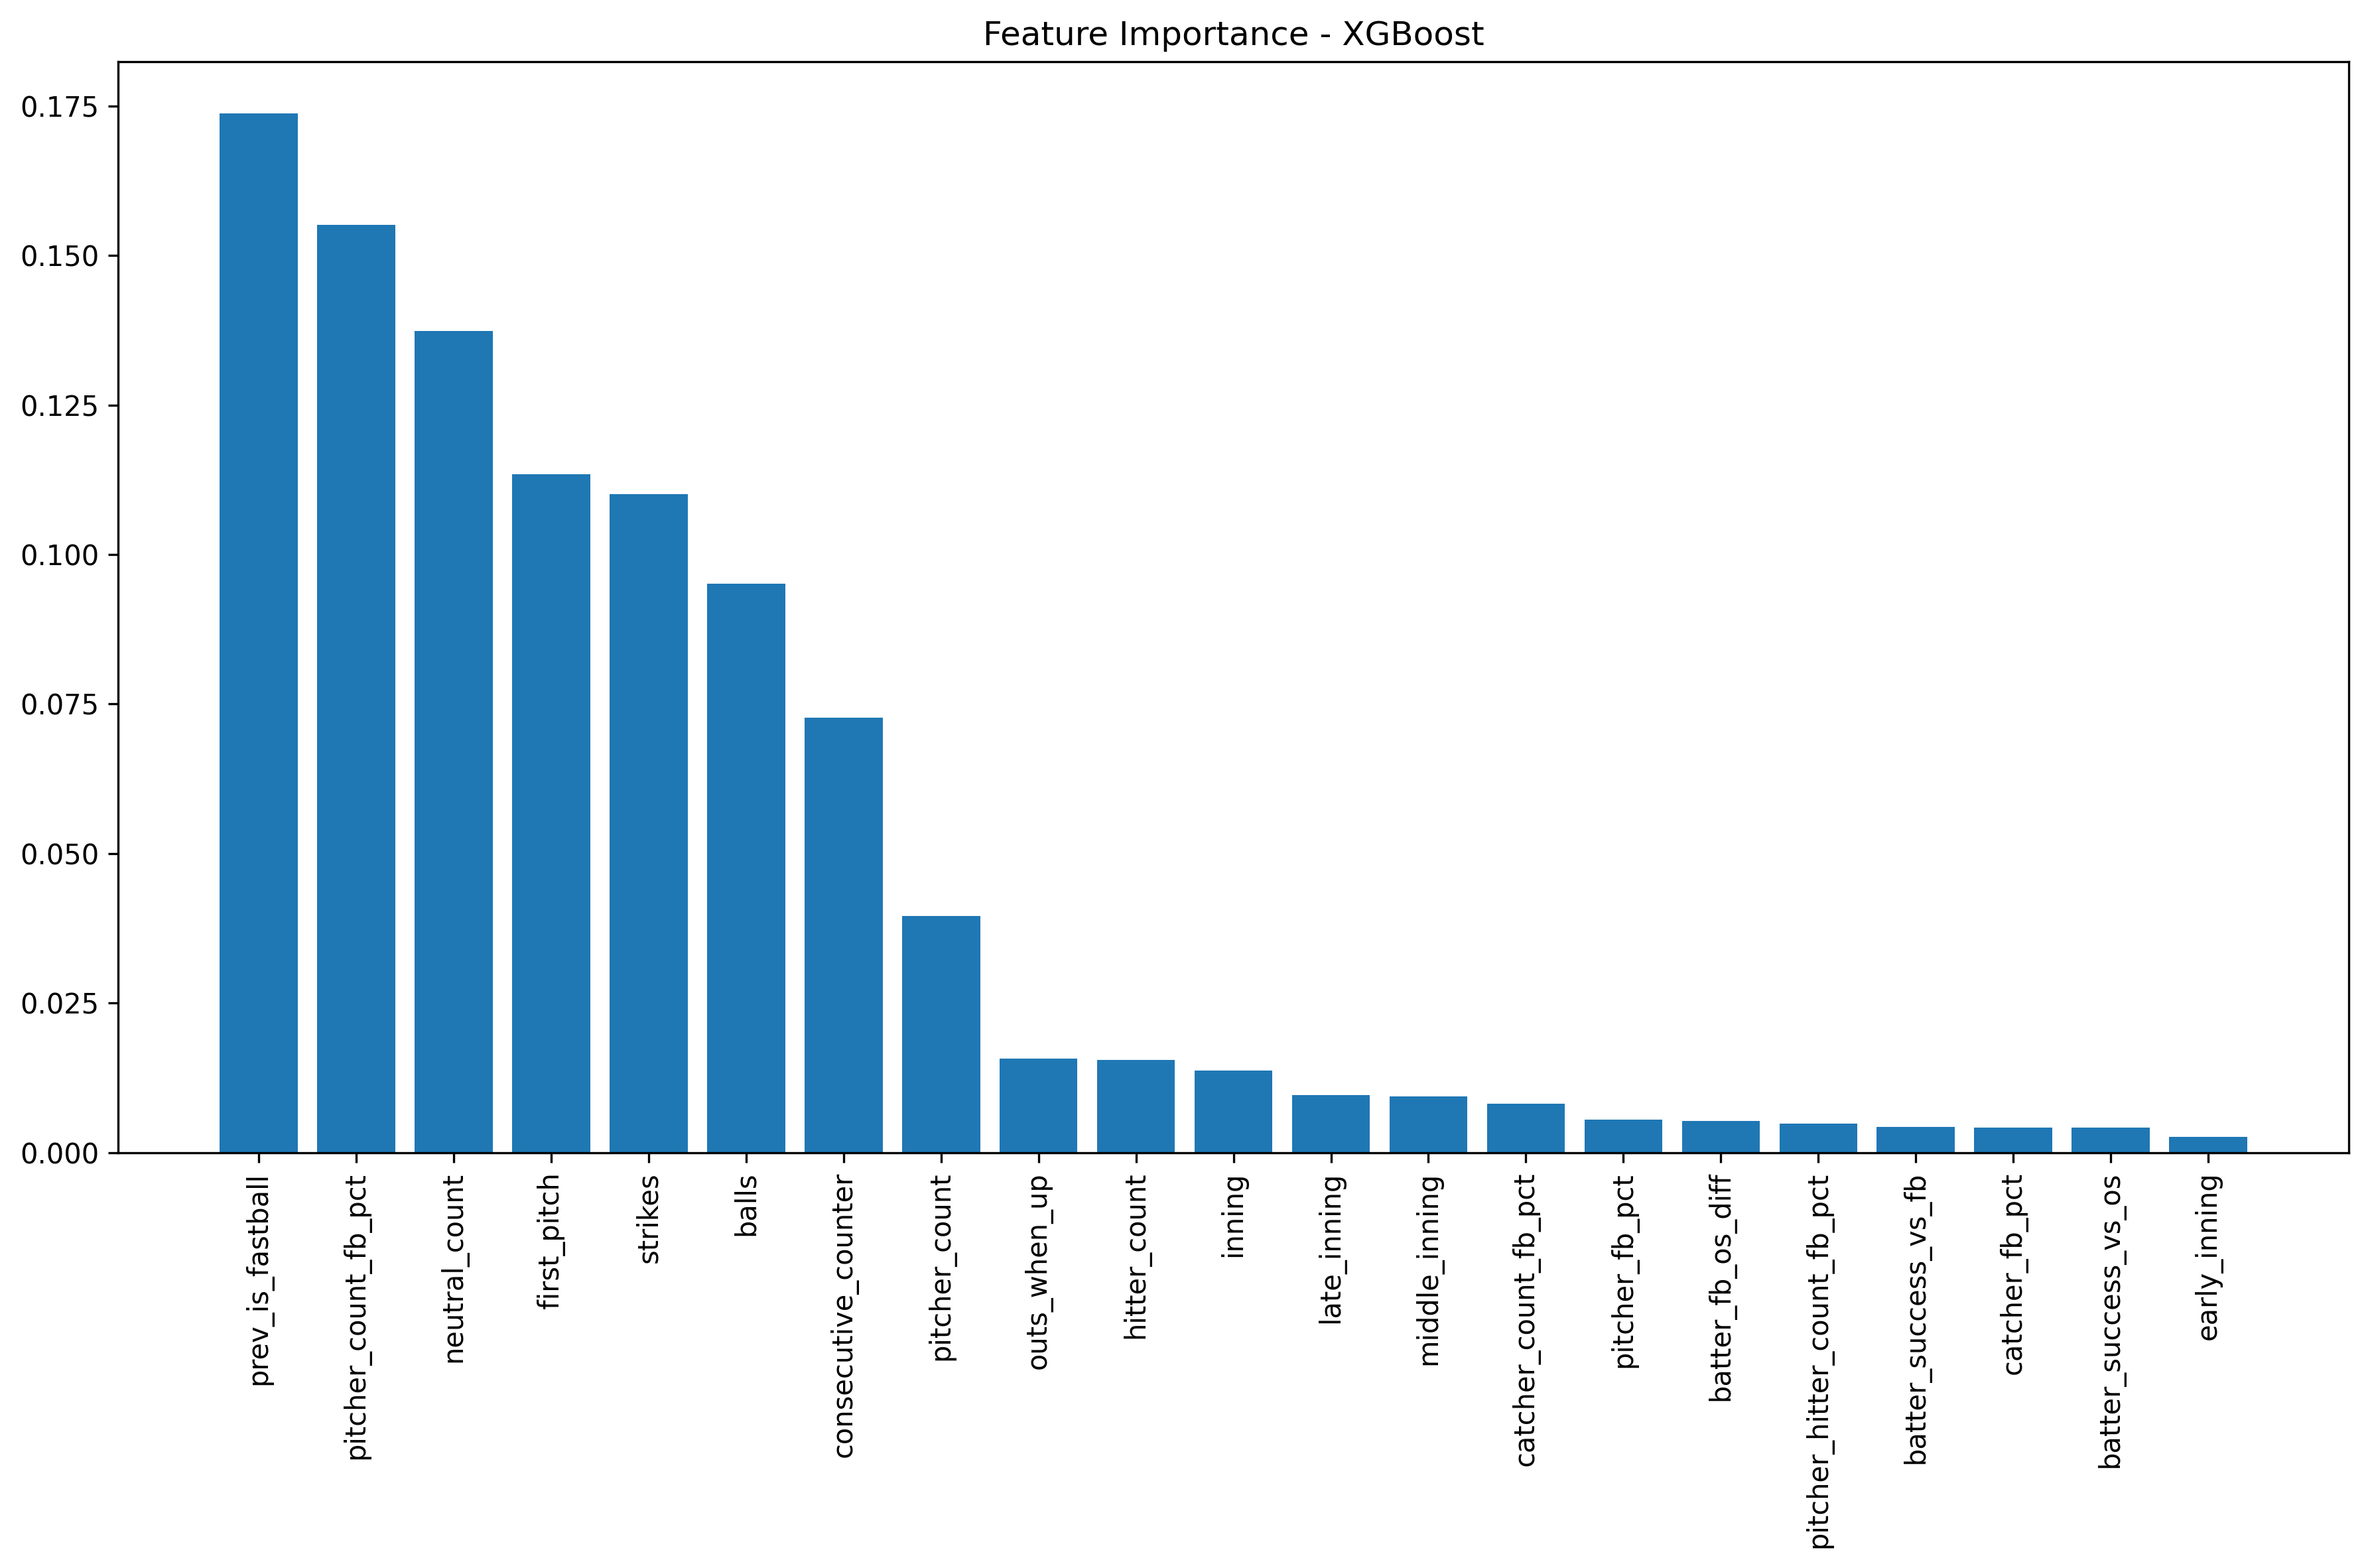 Feature Importance - XGBoost
0.175
0.150
0.125
0.100
0.075
0.050
0.025
0.000
prev_is_fastball
pitcher_count_fb_pct
neutral_count
first_pitch
strikes
balls
consecutive_counter
pitcher_count
outs_when_up
hitter_count
inning
late_inning
middle_inning
catcher_count_fb_pct
pitcher_fb_pct
batter_fb_os_diff
pitcher_hitter_count_fb_pct
batter_success_vs_fb
catcher_fb_pct
batter_success_vs_os
early_inning